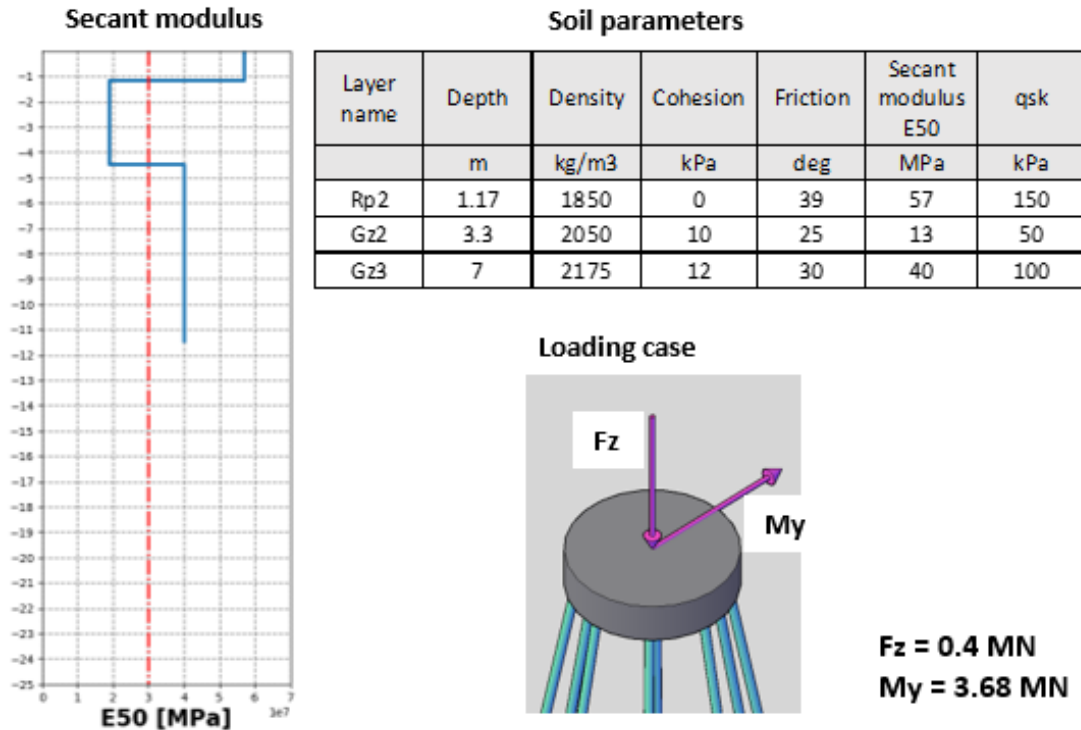 Secant modulus
Soil parameters
-1
-2
-3
-4
-5
-6
-7
-8
-9
-10
-11
-12
-13
-14
-15
-16
-17
-18
-19
-20
-21
-22
-23
-24
-25
0 1 2 3 4 5 6 7
1e7
E50 [MPa]
Layer name Depth Density Cohesion Friction Secant modulus E50 qsk
m kg/m3 kPa deg MPa kPa
Rp2 1.17 1850 0 39 57 150
Gz2 3.3 2050 10 25 13 50
Gz3 7 2175 12 30 40 100
Loading case
Fz
My
Fz = 0.4 MN
My = 3.68 MN